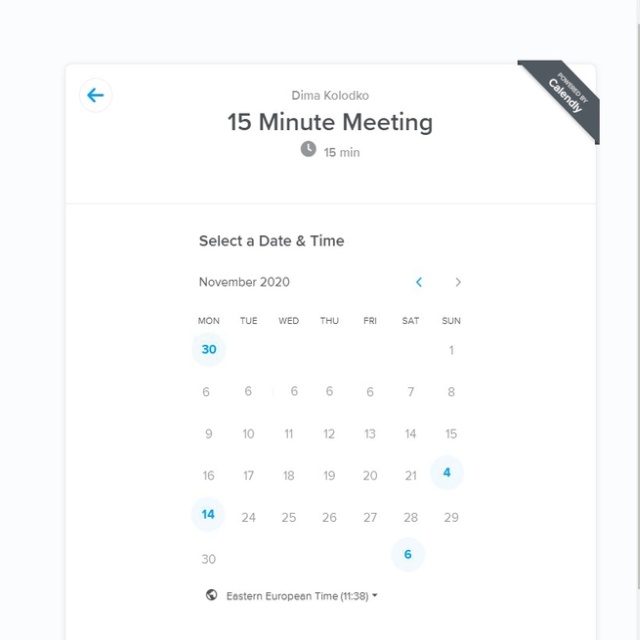 POWERED BY
Calendly
Dima Kolodko
15 Minute Meeting
15 min
Select a Date & Time
November 2020
MON TUE WED THU FRI SAT SUN
30 1
6 6 6 6 6 7 8
9 10 11 12 13 14 15
16 17 18 19 20 21 4
14 24 25 26 27 28 29
30 6
Eastern European Time (11:38)